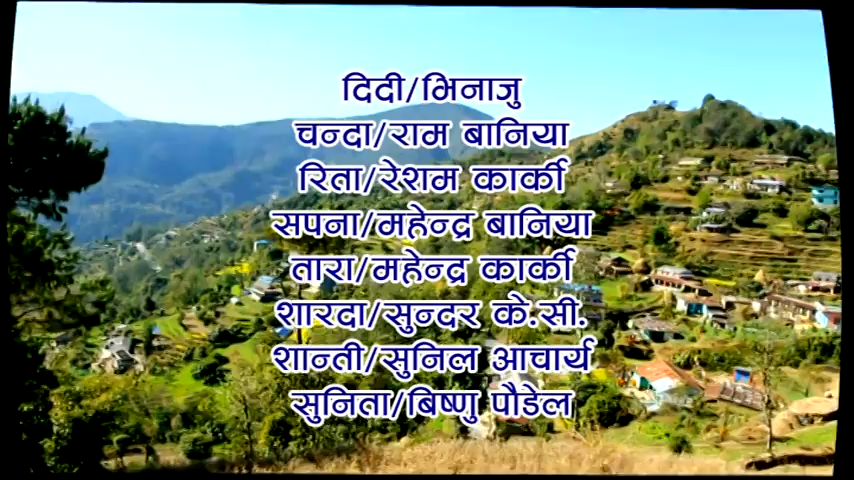 दिदी/भिनाजु
चन्दा/राम बानिया
रिता/रेशम कार्की
सपना/महेन्द्र बानिया
तारा/महेन्द्र कार्की
शारदा/सुन्दर के.सी.
शान्ती/सुनिल आचार्य
सुनिता/बिष्णु पौडेल